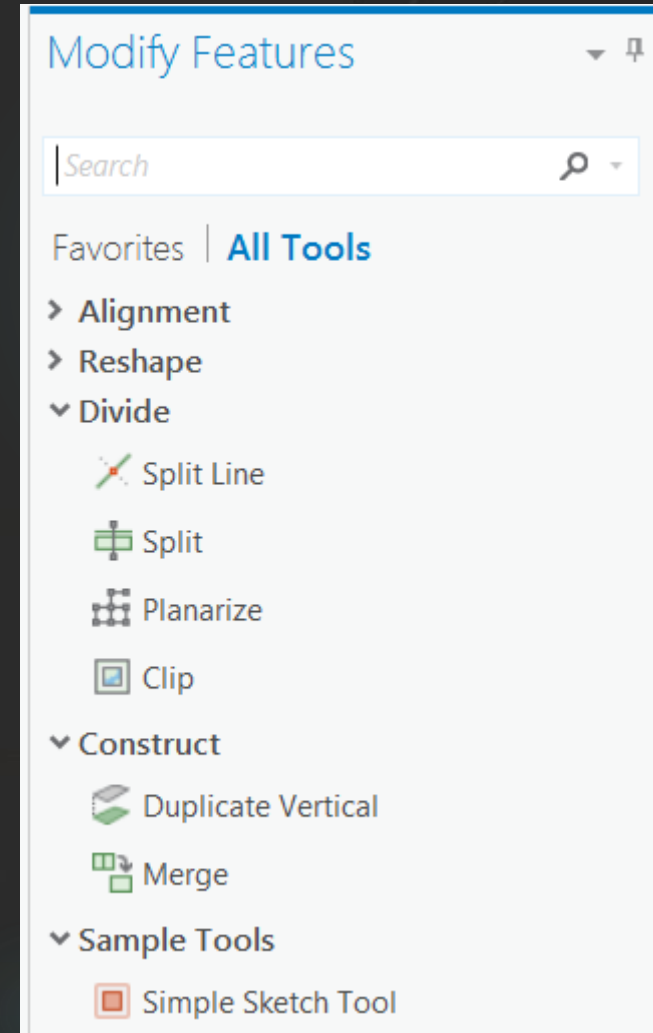 Modify Features
Search
Favorites All Tools
Alignment
Reshape
Divide
Split Line
Split
Planarize
Clip
Construct
Duplicate Vertical
Merge
Sample Tools
Simple Sketch Tool